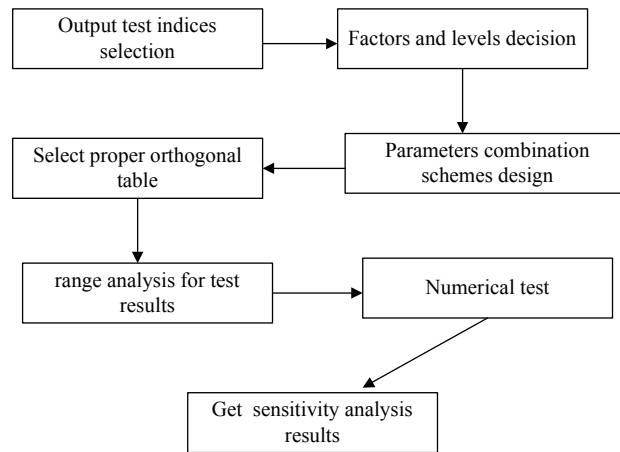 Output test indices
selection
Factors and levels decision
Parameters combination
schemes design
Select proper orthogonal
table
range analysis for test
results
Numerical test
Get sensitivity analysis
results